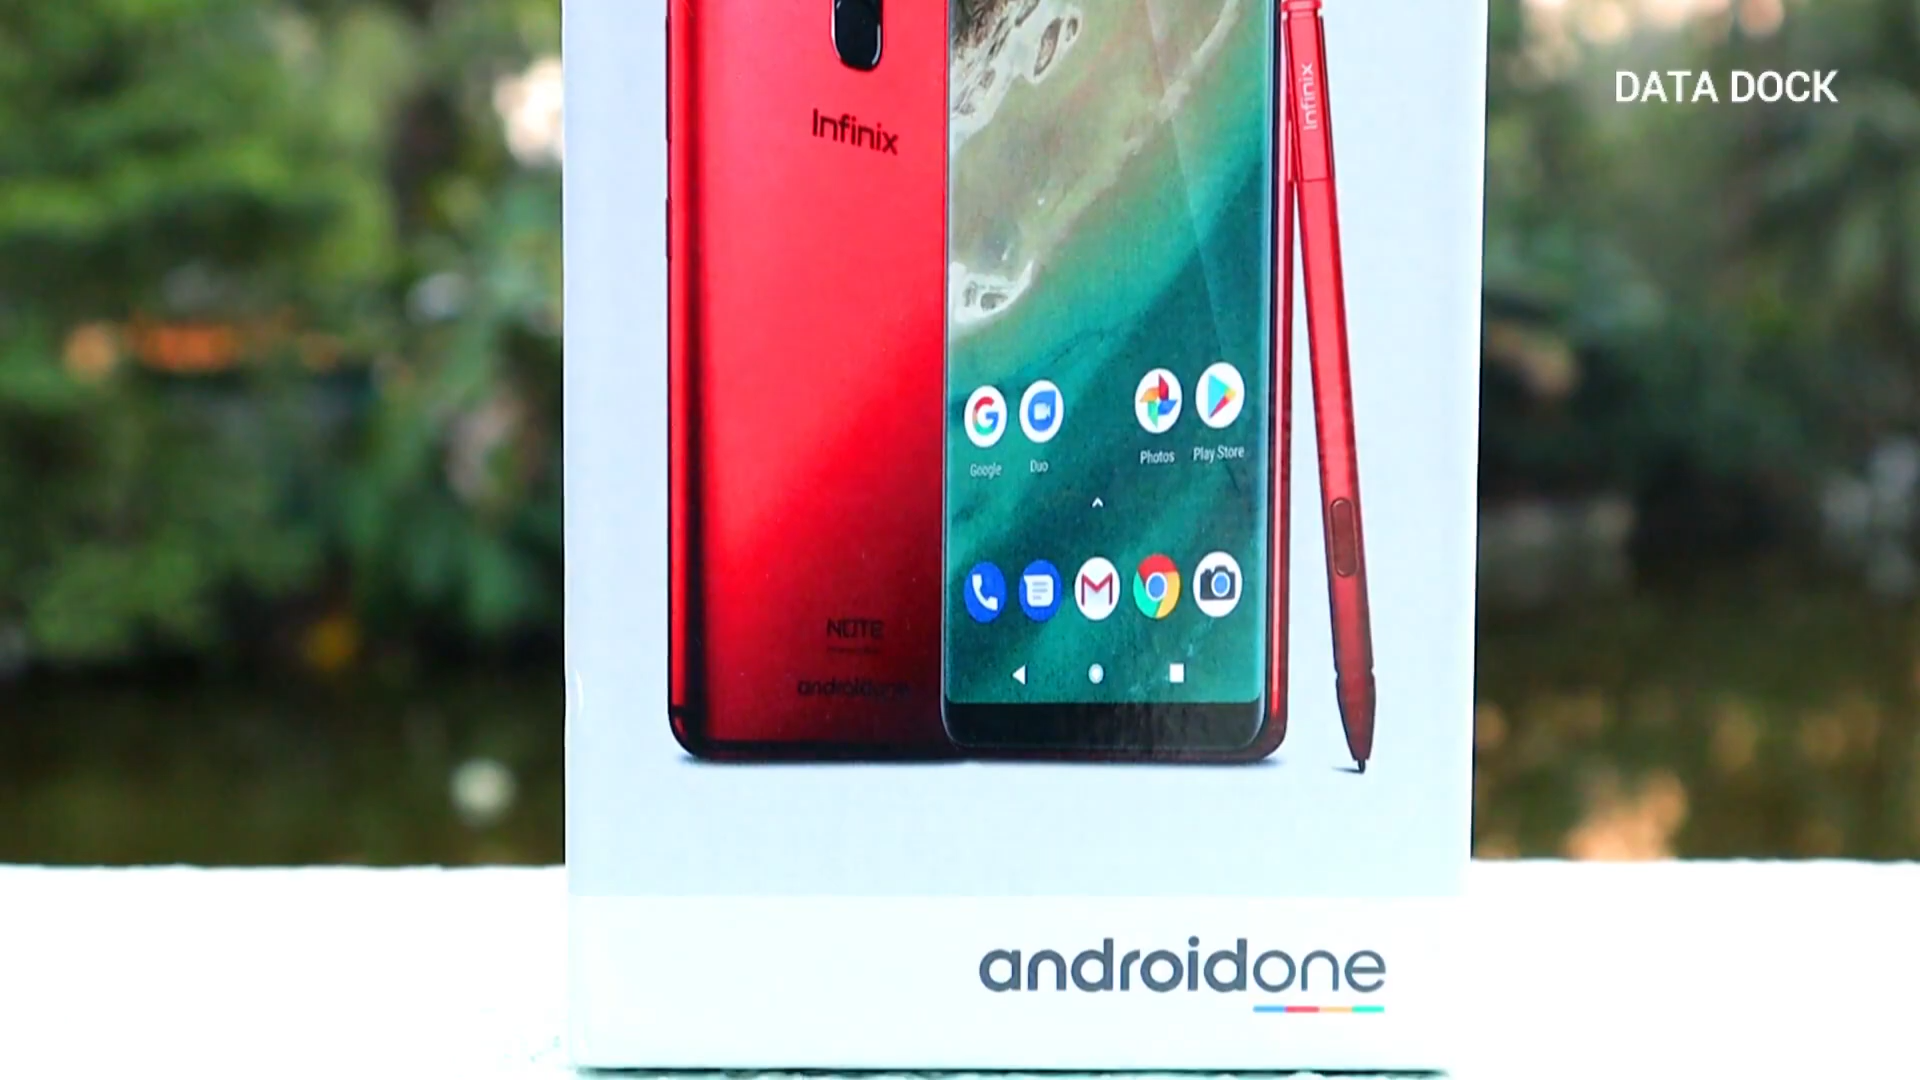 DATA DOCK
Infinix
Infinix
Google
Duo
Photos
Play Store
NOTE
androidone
androidone